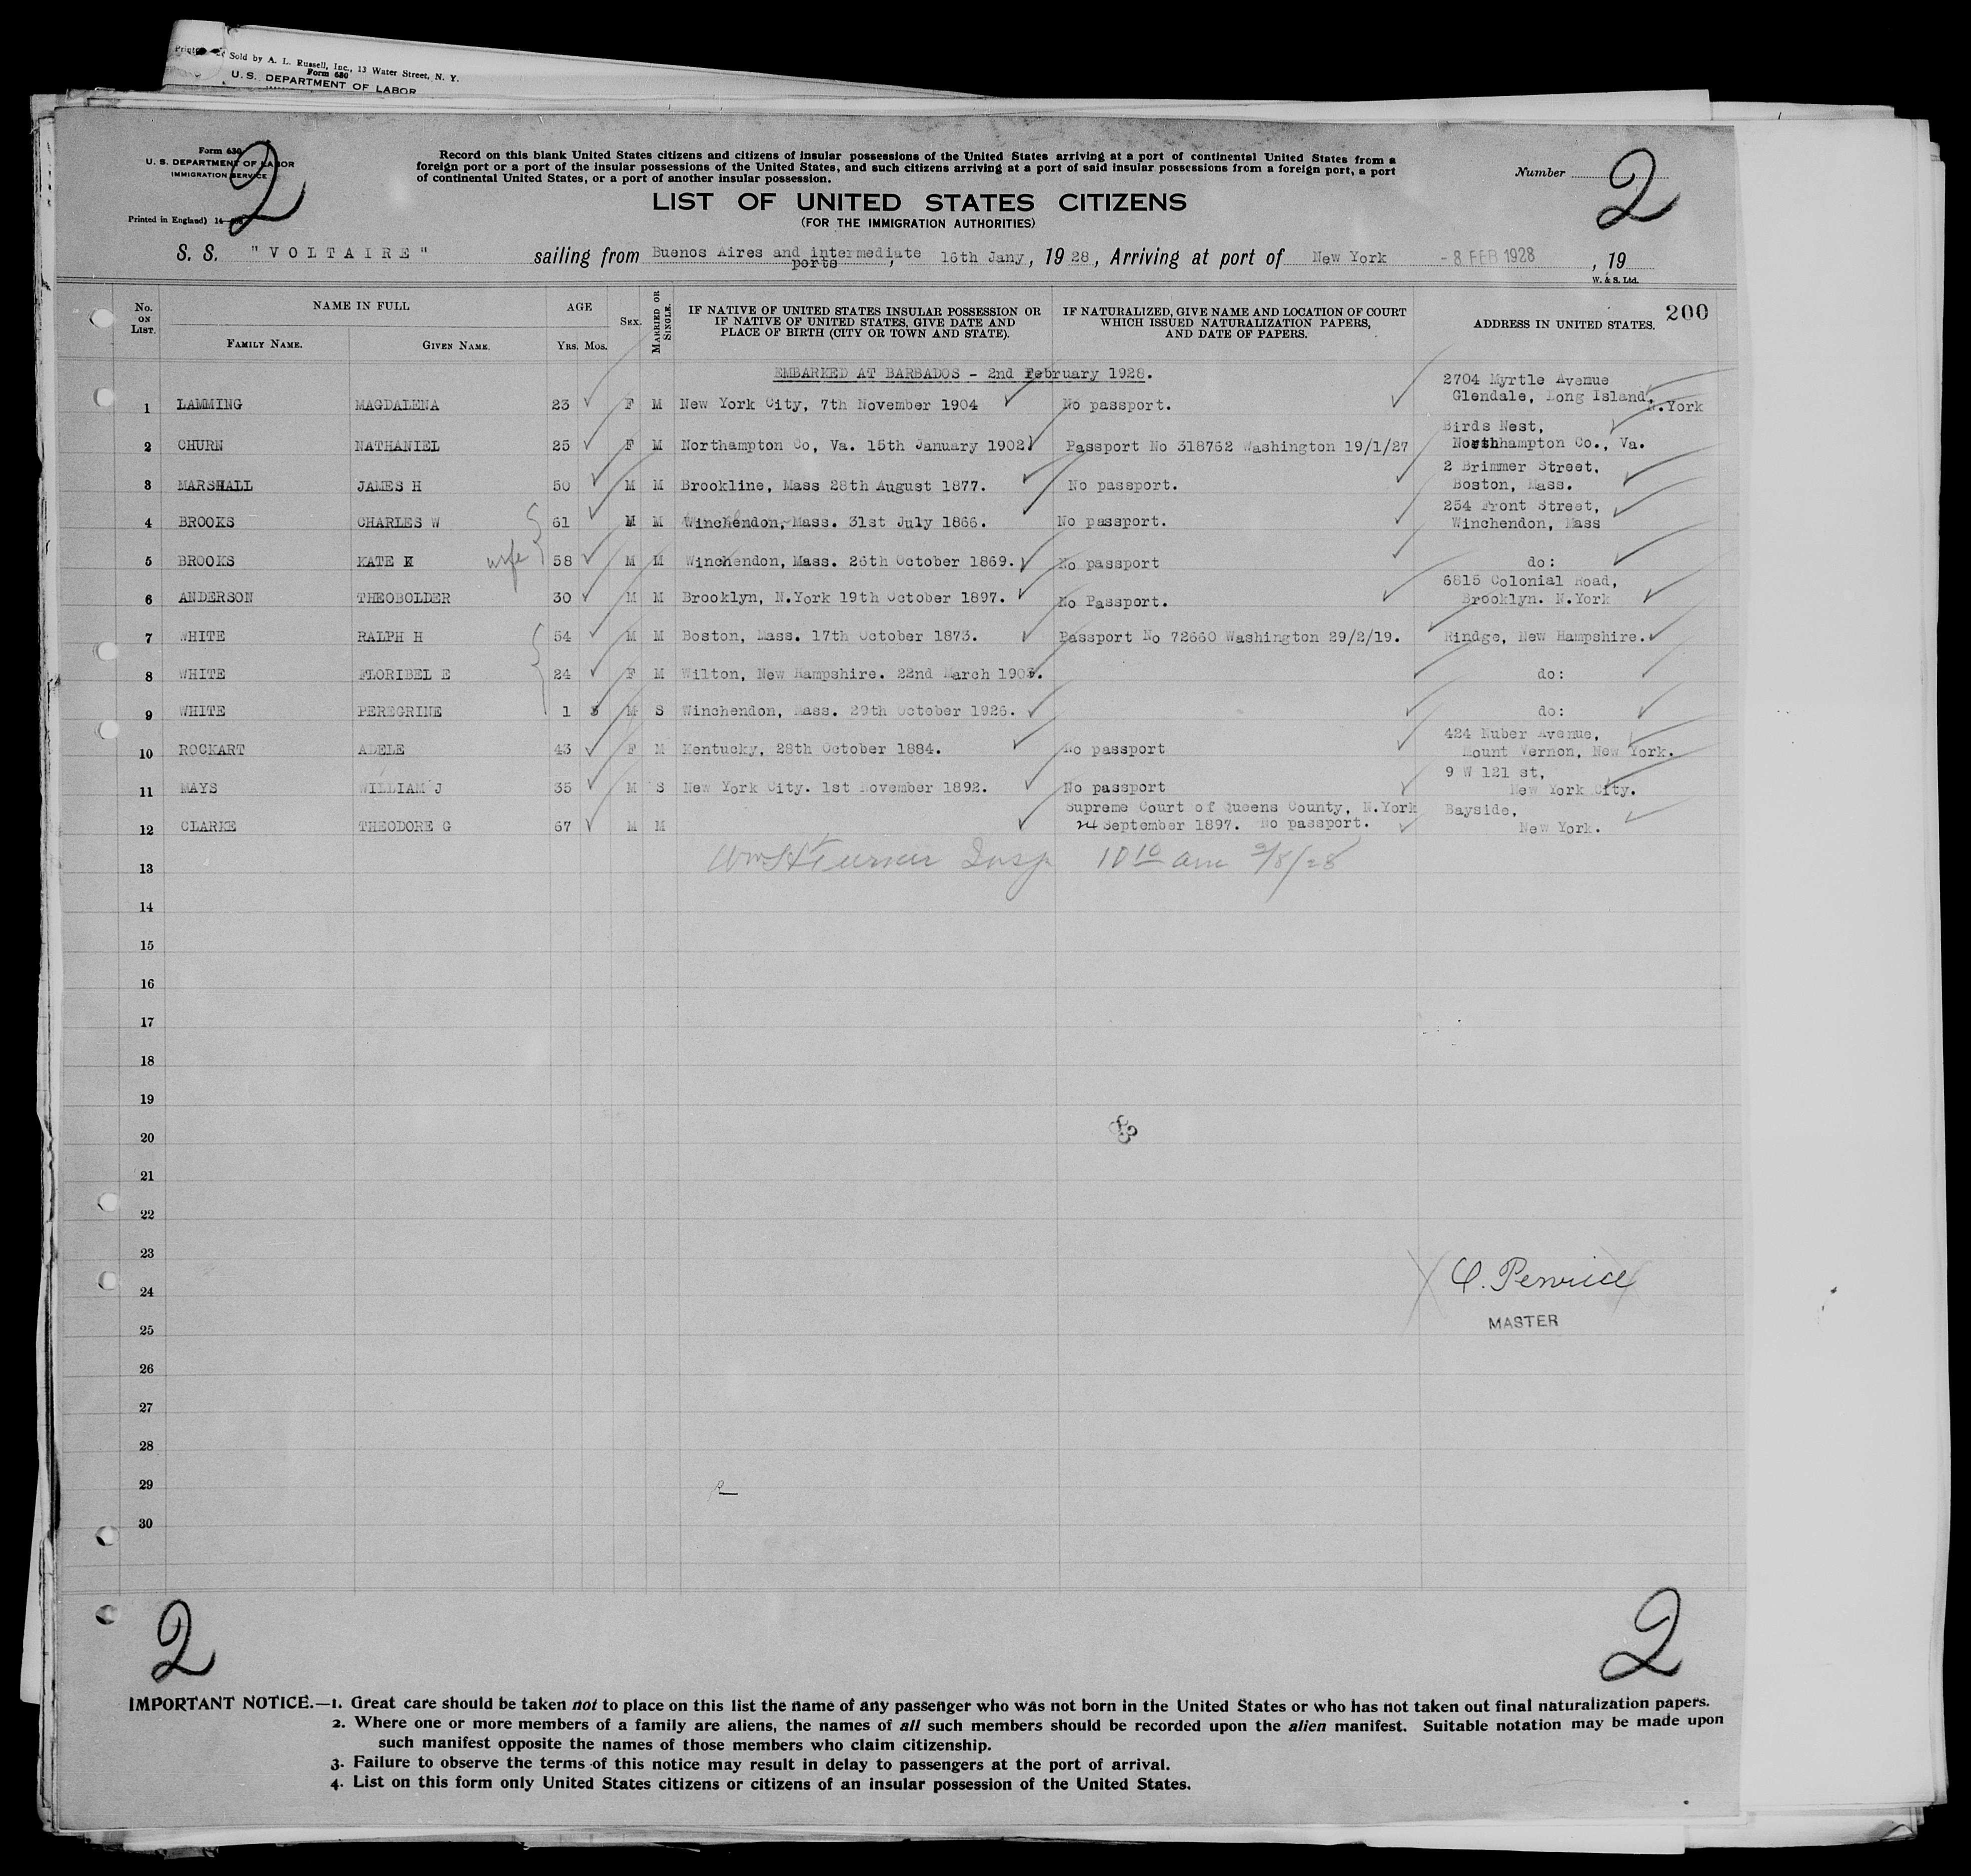 Sold by A. L. Russell, Inc., 13 Water Street, N. Y.
Form 630
U. S. DEPARTMENT OF LABOR
2
2
Form 630
U. S. DEPARTMENT OF LABOR
IMMIGRATION SERVICE
Printed in England)
Record on this blank United States citizens and citizens of insular possessions of the United States arriving at a port of continental United States from a
foreign port or a port of the insular possessions of the United States, and such citizens arriving at a port of said insular possessions from a foreign port, a port
of continental United States, or a port of another insular possession.
Number
LIST OF UNITED STATES CITIZENS
(FOR THE IMMIGRATION AUTHORITIES)
S. S. "VOLTAIRE" sailing from Buenos Aires and intermediate ports, 16th Jany, 1928, Arriving at port of New York - 8 FEB 1928, 19
W. & S. Ltd.
200
No. ON LIST. NAME IN FULL AGE SEX. MARRIED OR SINGLE. IF NATIVE OF UNITED STATES INSULAR POSSESSION OR IF NATIVE OF UNITED STATES, GIVE DATE AND PLACE OF BIRTH (CITY OR TOWN AND STATE). IF NATURALIZED, GIVE NAME AND LOCATION OF COURT WHICH ISSUED NATURALIZATION PAPERS, AND DATE OF PAPERS. ADDRESS IN UNITED STATES.
FAMILY NAME. GIVEN NAME. YRS. MOS.
EMBARKED AT BARBADOS - 2nd February 1928.
1 LAMMING MAGDALENA 23 F M New York City, 7th November 1904 No passport. 2704 Myrtle Avenue Glendale, Long Island, N.York
2 CHURN NATHANIEL 25 F M Northampton Co, Va. 15th January 1902 Passport No 318762 Washington 19/1/27 Birds Nest, Northhampton Co., Va.
3 MARSHALL JAMES H 50 M M Brookline, Mass 28th August 1877. No passport. 2 Brimmer Street, Boston, Mass.
4 BROOKS CHARLES W 61 M M Winchendon, Mass. 31st July 1866. No passport. 254 Front Street, Winchendon, Mass
5 BROOKS KATE K wife 58 M M Winchendon, Mass. 26th October 1869. No passport do:
6 ANDERSON THEOBOLDER 30 M M Brooklyn, N.York 19th October 1897. No Passport. 6815 Colonial Road, Brooklyn. N.York
7 WHITE RALPH H 54 M M Boston, Mass. 17th October 1873. Passport No 72660 Washington 29/2/19. Rindge, New Hampshire.
8 WHITE FLORIBEL E 24 F M Wilton, New Hampshire. 22nd March 1903. do:
9 WHITE PEREGRINE 1 3 M S Winchendon, Mass. 29th October 1926. do:
10 ROCKART ADELE 43 F M Kentucky, 28th October 1884. No passport 424 Nuber Avenue, Mount Vernon, New York.
11 MAYS WILLIAM J 35 M S New York City. 1st November 1892. No passport 9 W 121 st, New York City.
12 CLARKE THEODORE G 67 M M Supreme Court of Queens County, N.York 24 September 1897. No passport. Bayside, New York.
13 Wm H Turner Insp 10 10 am 2/8/28
14
15
16
17
18
19
20
21
22
23
24
25
26
27
28
29
30
C. Penrice
MASTER
2
2
IMPORTANT NOTICE.—1. Great care should be taken not to place on this list the name of any passenger who was not born in the United States or who has not taken out final naturalization papers.
2. Where one or more members of a family are aliens, the names of all such members should be recorded upon the alien manifest. Suitable notation may be made upon
such manifest opposite the names of those members who claim citizenship.
3. Failure to observe the terms of this notice may result in delay to passengers at the port of arrival.
4. List on this form only United States citizens or citizens of an insular possession of the United States.